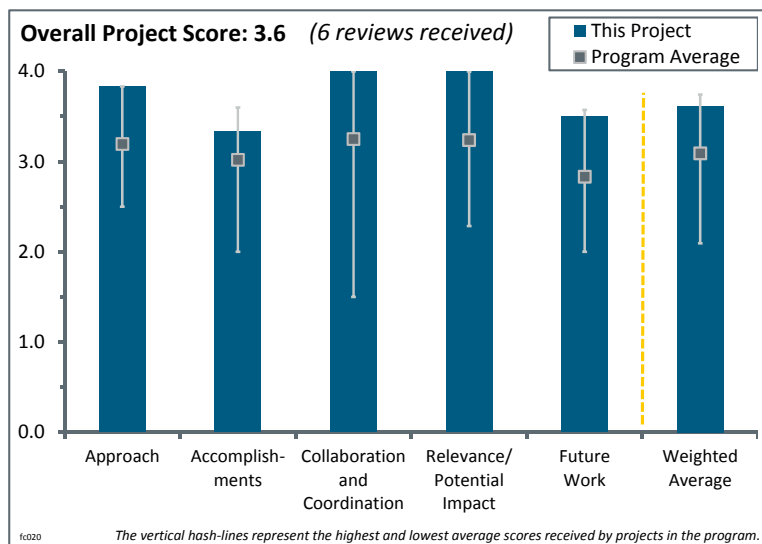 Overall Project Score: 3.6 (6 reviews received)
This Project
Program Average
4.0
3.0
2.0
1.0
0.0
Approach
Accomplish-
ments
Collaboration
and
Coordination
Relevance/
Potential
Impact
Future
Work
Weighted
Average
fc020
The vertical hash-lines represent the highest and lowest average scores received by projects in the program.